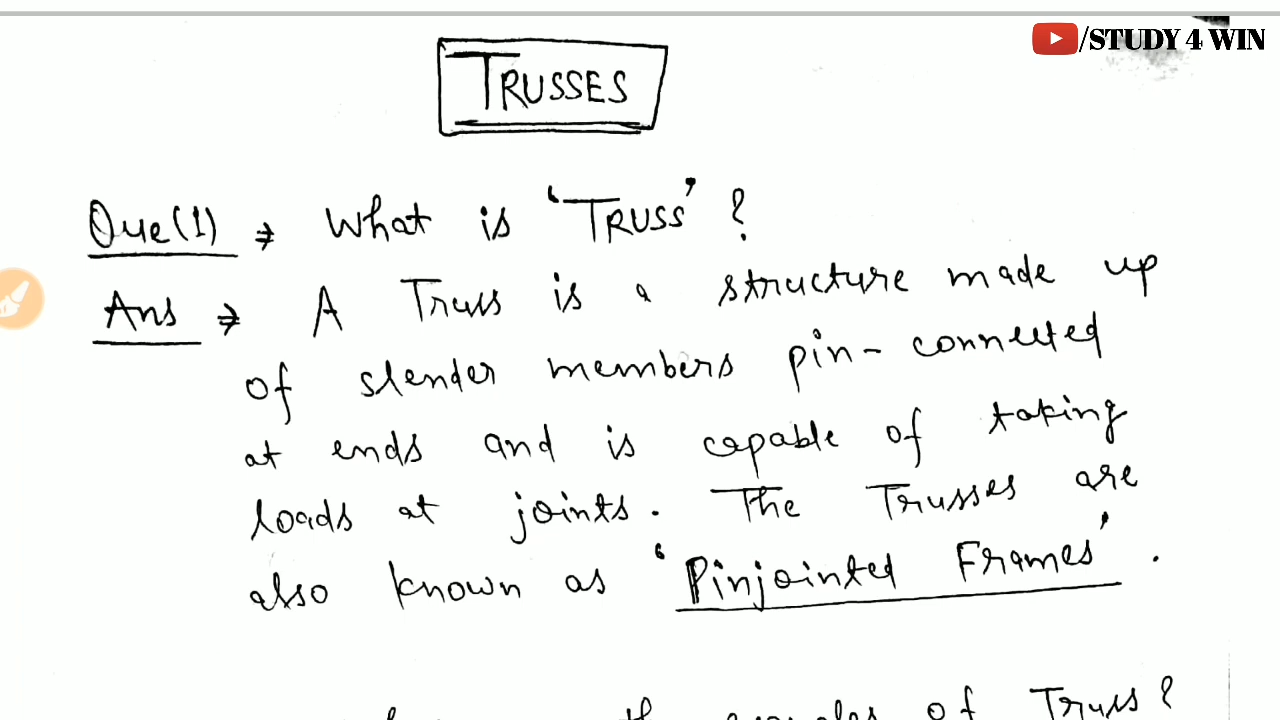 /STUDY 4 WIN
TRUSSES
Que(1) ⇒ What is 'TRUSS' ?
Ans ⇒ A Truss is a structure made up
of slender members pin-connected
at ends and is capable of taking
loads at joints. The Trusses are
also known as 'Pinjointed Frames'.
of Truss?